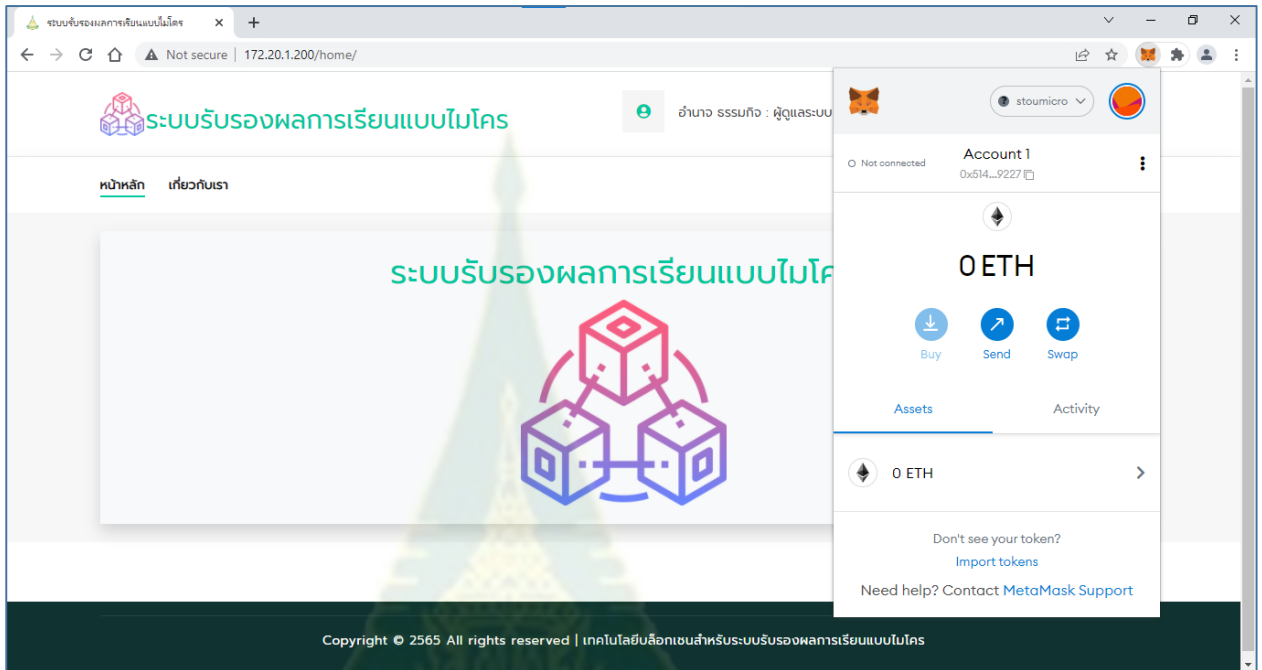 ระบบรับรองผลการเรียนแบบไมโคร
Not secure | 172.20.1.200/home/
ระบบรับรองผลการเรียนแบบไมโคร
อำนาจ ธรรมกิจ : ผู้ดูแลระบบ
หน้าหลัก เกี่ยวกับเรา
ระบบรับรองผลการเรียนแบบไมโค
stoumicro
Not connected
Account 1
0x514...9227
0 ETH
Buy Send Swap
Assets Activity
0 ETH
Don't see your token?
Import tokens
Need help? Contact MetaMask Support
Copyright © 2565 All rights reserved | เทคโนโลยีบล็อกเชนสำหรับระบบรับรองผลการเรียนแบบไมโคร